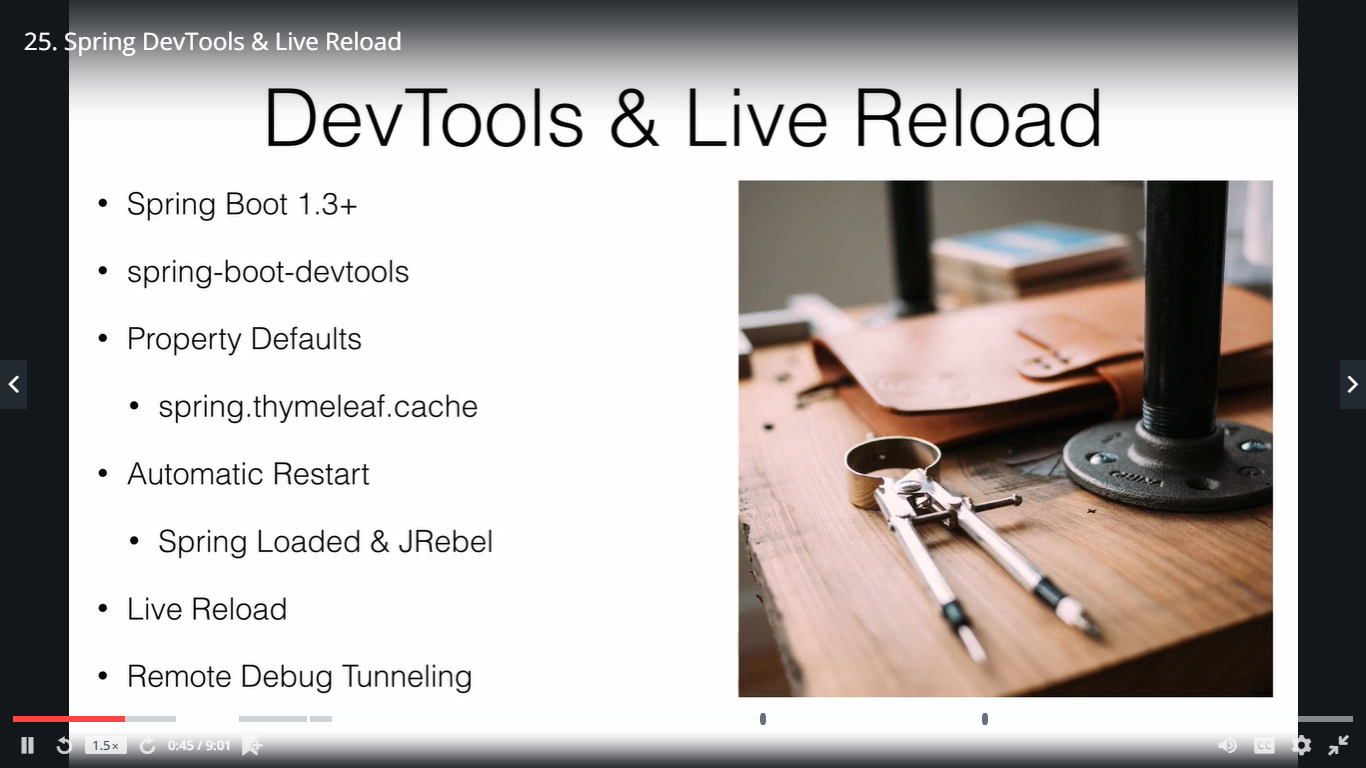 25. Spring DevTools & Live Reload
DevTools & Live Reload
• Spring Boot 1.3+
• spring-boot-devtools
• Property Defaults
• spring.thymeleaf.cache
• Automatic Restart
• Spring Loaded & JRebel
• Live Reload
• Remote Debug Tunneling
1.5×
0:45 / 9:01
CC